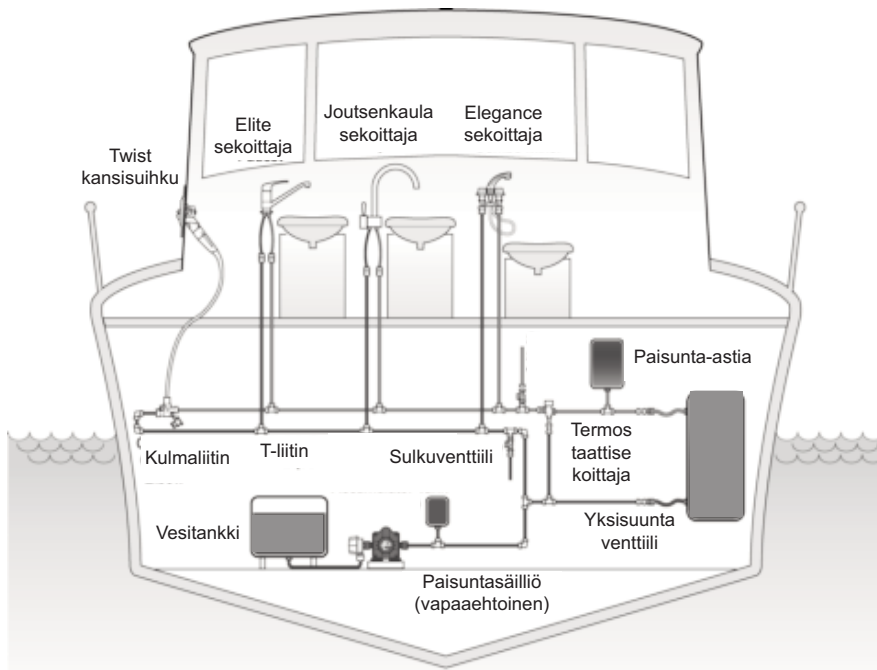 Joutsenkaula
sekoittaja
Elegance
sekoittaja
Elite
sekoittaja
Twist
kansisuihku
Paisunta-astia
Termos
taattise
koittaja
Kulmaliitin
T-liitin
Sulkuventtiili
Yksisuunta
venttiili
Vesitankki
Paisuntasäilliö
(vapaaehtoinen)